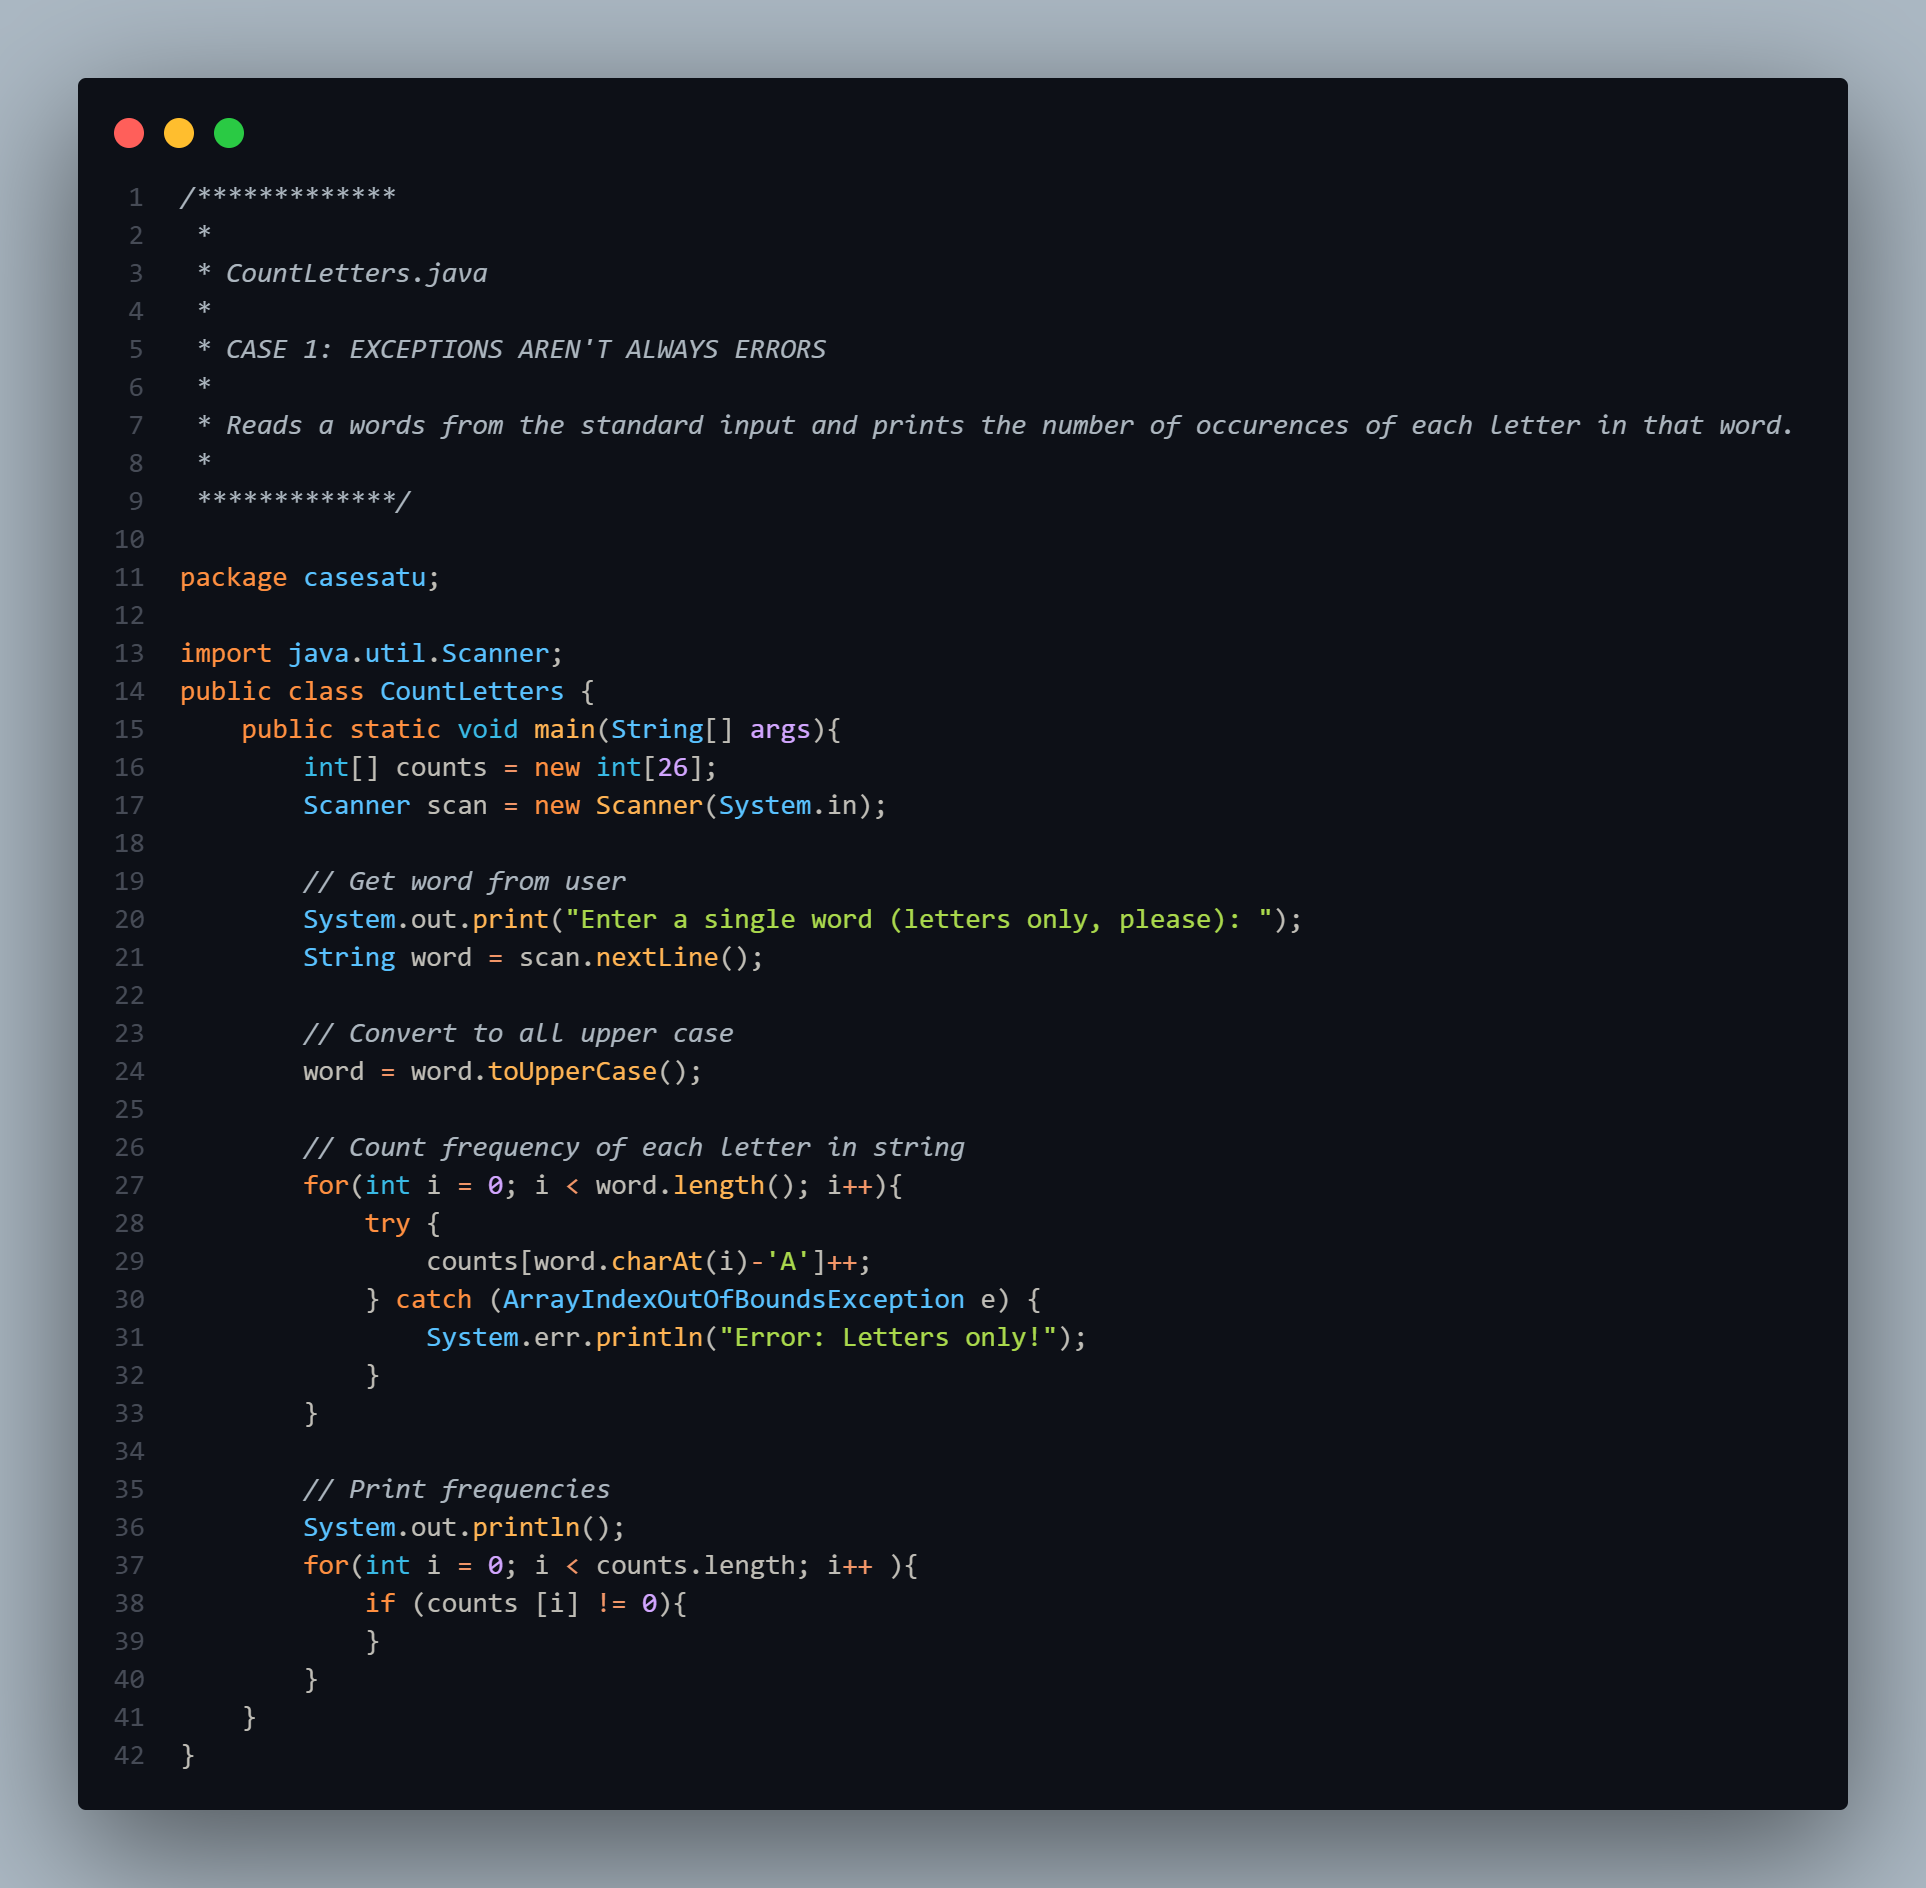 1 /*************
2  *
3  * CountLetters.java
4  *
5  * CASE 1: EXCEPTIONS AREN'T ALWAYS ERRORS
6  *
7  * Reads a words from the standard input and prints the number of occurences of each letter in that word.
8  *
9  *************/
10
11 package casesatu;
12
13 import java.util.Scanner;
14 public class CountLetters {
15     public static void main(String[] args){
16         int[] counts = new int[26];
17         Scanner scan = new Scanner(System.in);
18
19         // Get word from user
20         System.out.print("Enter a single word (letters only, please): ");
21         String word = scan.nextLine();
22
23         // Convert to all upper case
24         word = word.toUpperCase();
25
26         // Count frequency of each letter in string
27         for(int i = 0; i < word.length(); i++){
28             try {
29                 counts[word.charAt(i)-'A']++;
30             } catch (ArrayIndexOutOfBoundsException e) {
31                 System.err.println("Error: Letters only!");
32             }
33         }
34
35         // Print frequencies
36         System.out.println();
37         for(int i = 0; i < counts.length; i++ ){
38             if (counts [i] != 0){
39             }
40         }
41     }
42 }